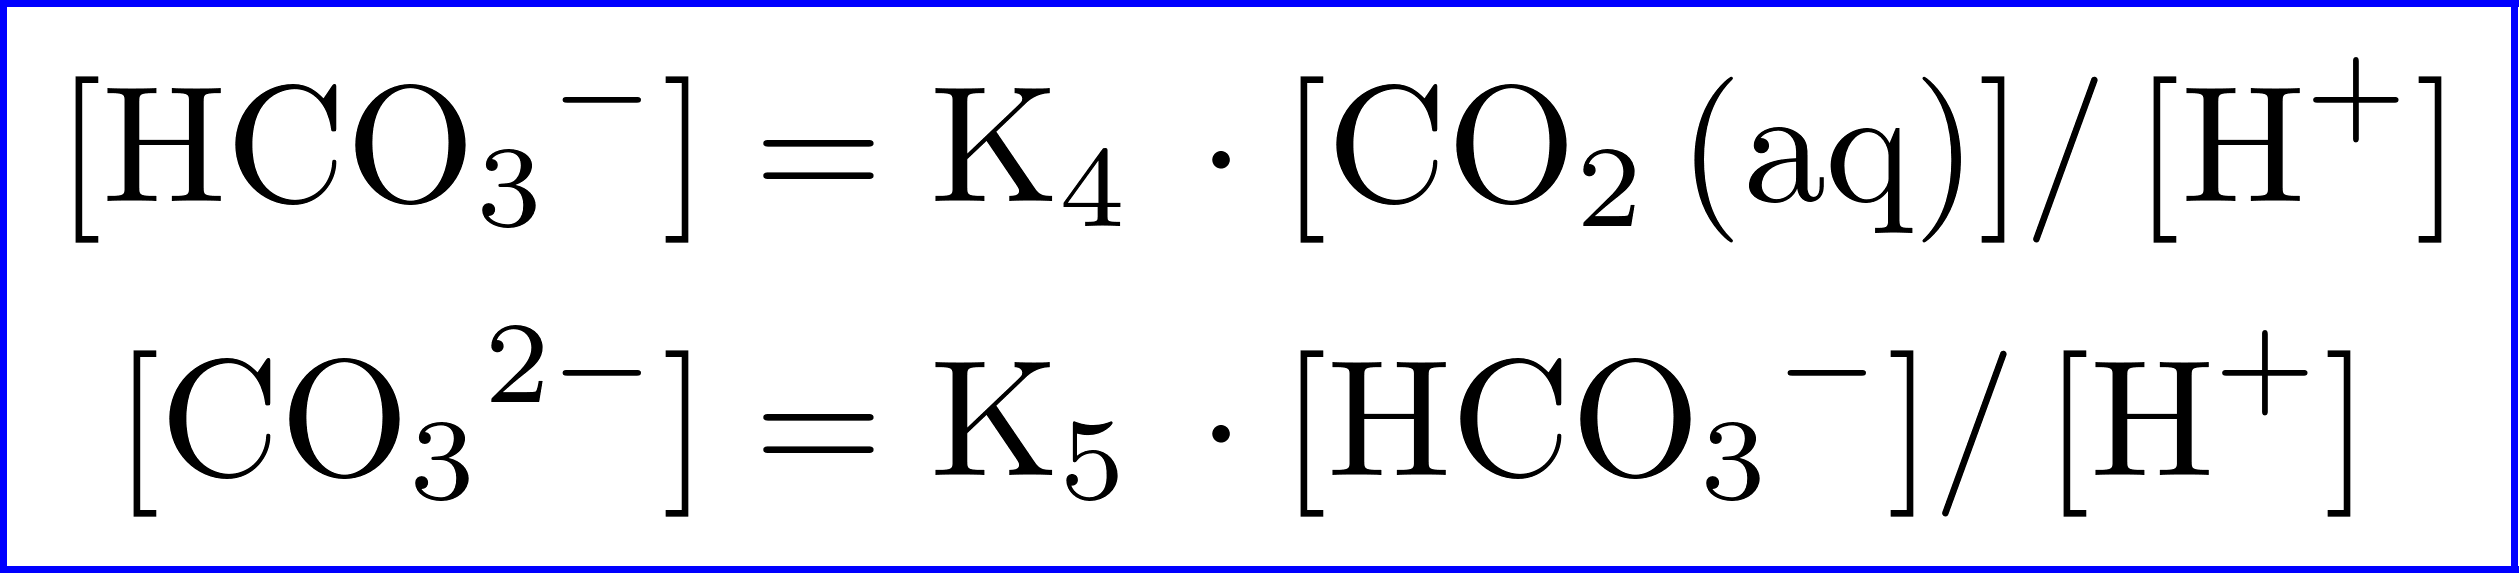 [HCO₃⁻] = K₄ · [CO₂ (aq)]/ [H⁺]
[CO₃²⁻] = K₅ · [HCO₃⁻]/ [H⁺]